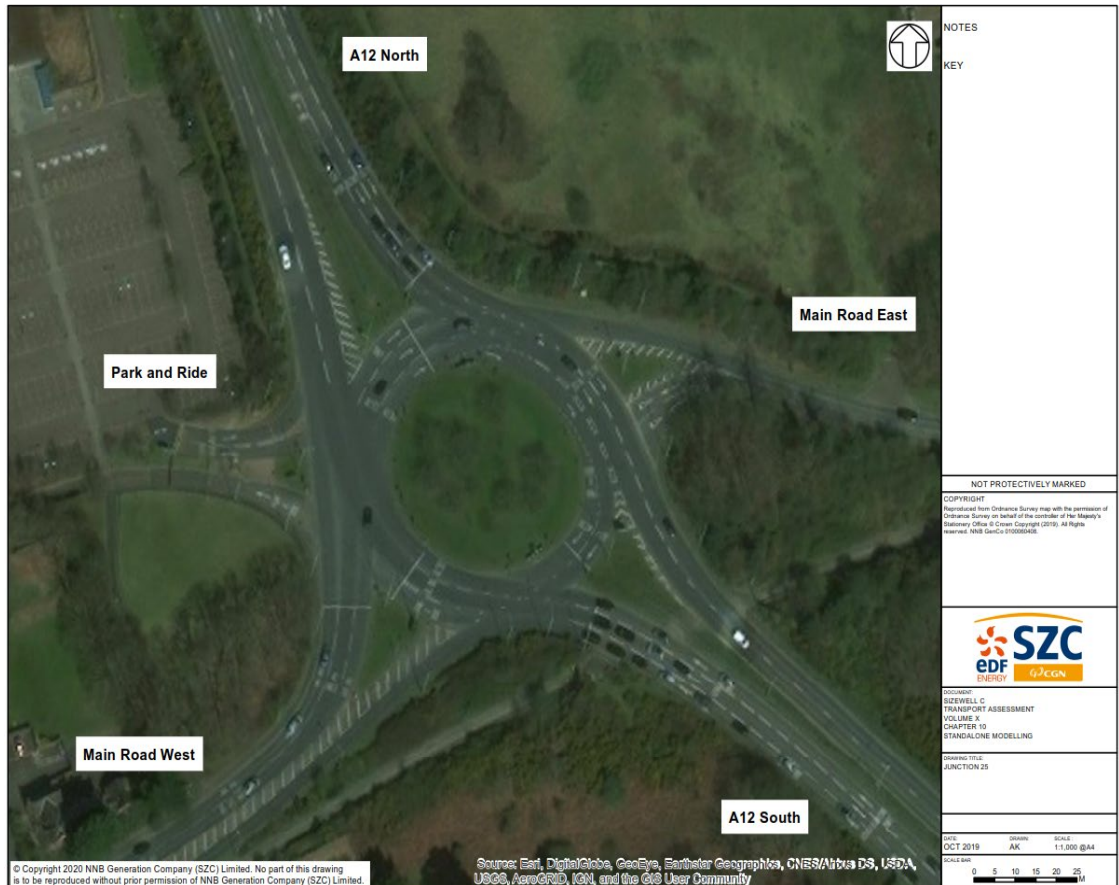 A12 North
Main Road East
Park and Ride
Main Road West
A12 South
© Copyright 2020 NNB Generation Company (SZC) Limited. No part of this drawing
is to be reproduced without prior permission of NNB Generation Company (SZC) Limited.
Source: Esri, DigitalGlobe, GeoEye, Earthstar Geographics, CNES/Airbus DS, USDA,
USGS, AeroGRID, IGN, and the GIS User Community
NOTES
KEY
NOT PROTECTIVELY MARKED
COPYRIGHT
Reproduced from Ordnance Survey map with the permission of
Ordnance Survey on behalf of the controller of Her Majesty's
Stationery Office © Crown Copyright (2019). All Rights
reserved. NNB GenCo 0100060408.
eDF
ENERGY
SZC
CGN
DOCUMENT:
SIZEWELL C
TRANSPORT ASSESSMENT
VOLUME X
CHAPTER 10
STANDALONE MODELLING
DRAWING TITLE:
JUNCTION 25
DATE: DRAWN: SCALE :
OCT 2019 AK 1:1,000 @A4
SCALE BAR
0 5 10 15 20 25
M